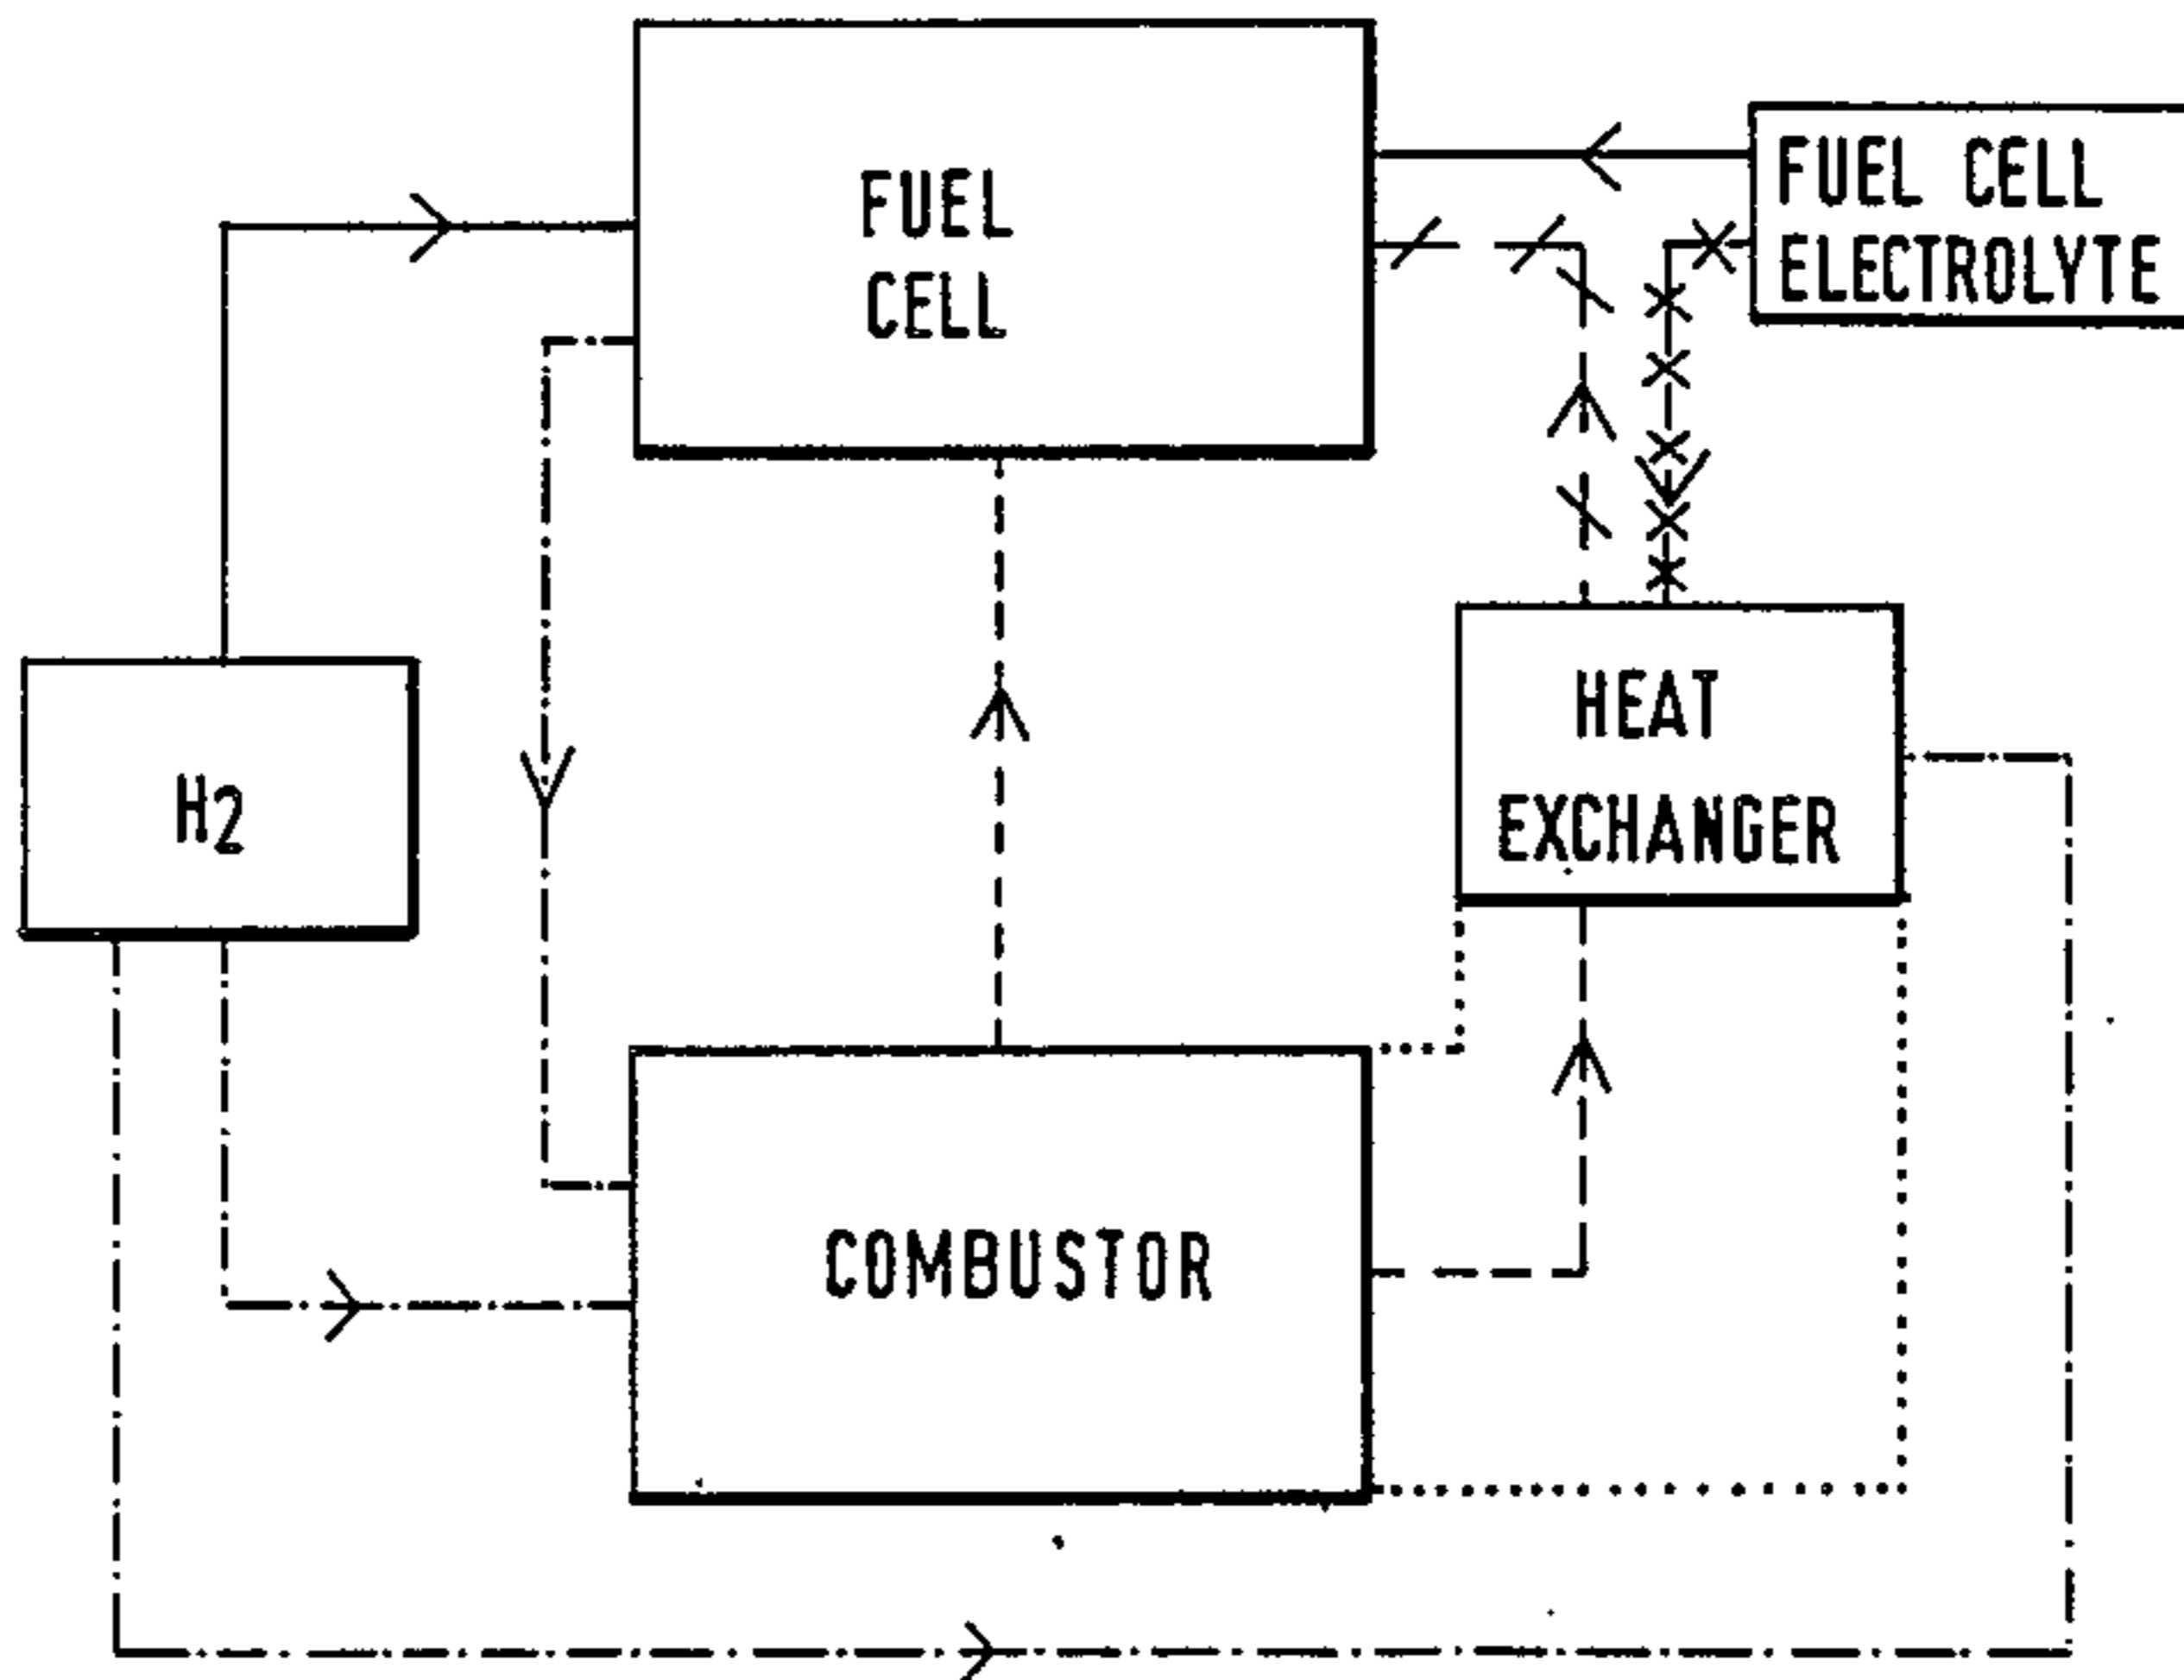 FUEL
CELL
FUEL CELL
ELECTROLYTE
H2
HEAT
EXCHANGER
COMBUSTOR